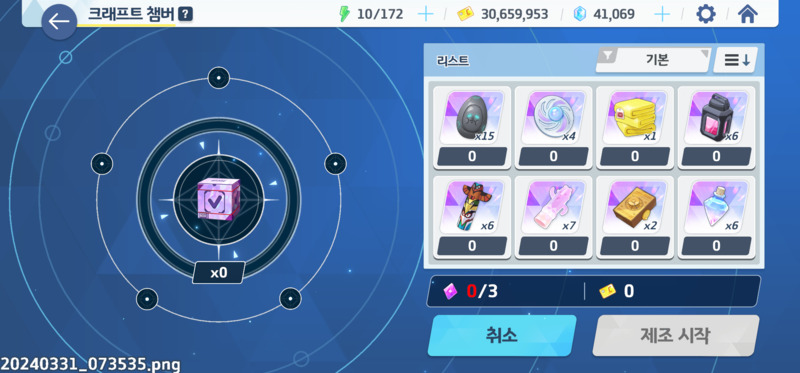 크래프트 챔버 ?
10/172
30,659,953
41,069
리스트
기본
x15
x4
x1
x6
0
0
0
0
x6
x7
x2
x6
0
0
0
0
x0
0/3
0
취소
제조 시작
20240331_073535.png